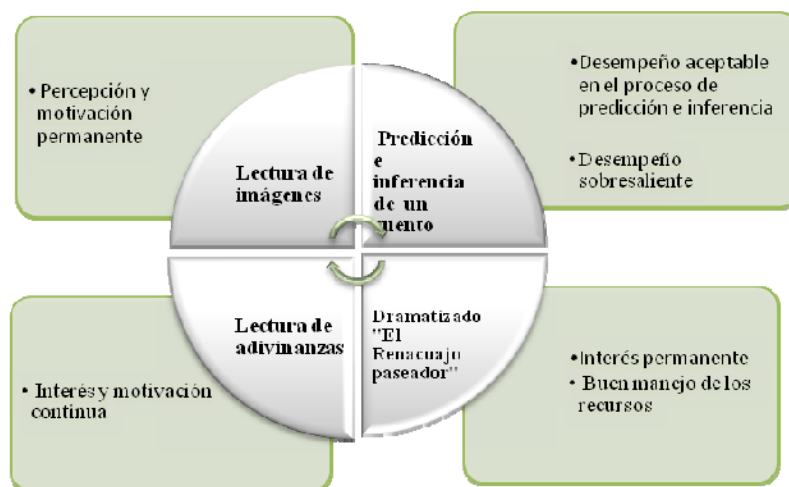 • Percepción y
motivación
permanente
Lectura de
imágenes
Predicción
e
inferencia
de un
uento
• Desempeño aceptable
en el proceso de
predicción e inferencia
• Desempeño
sobresaliente
Lectura de
adivinanzas
• Interés y motivación
continua
Dramatizado
"El
Renacuajo
paseador"
• Interés permanente
• Buen manejo de los
recursos